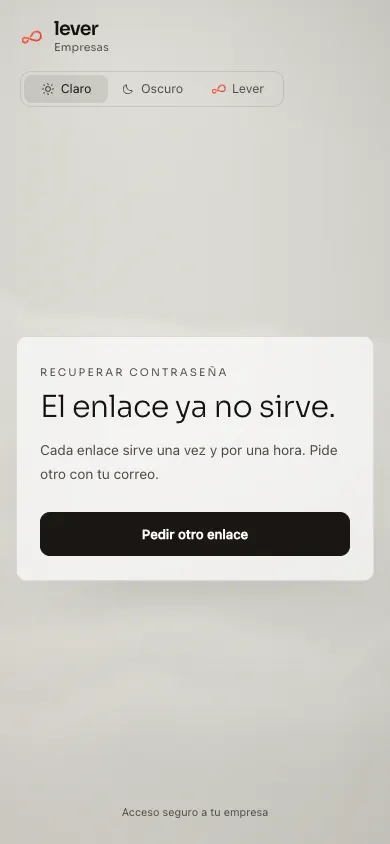 lever
Empresas
Claro
Oscuro
Lever
RECUPERAR CONTRASEÑA
El enlace ya no sirve.
Cada enlace sirve una vez y por una hora. Pide
otro con tu correo.
Pedir otro enlace
Acceso seguro a tu empresa